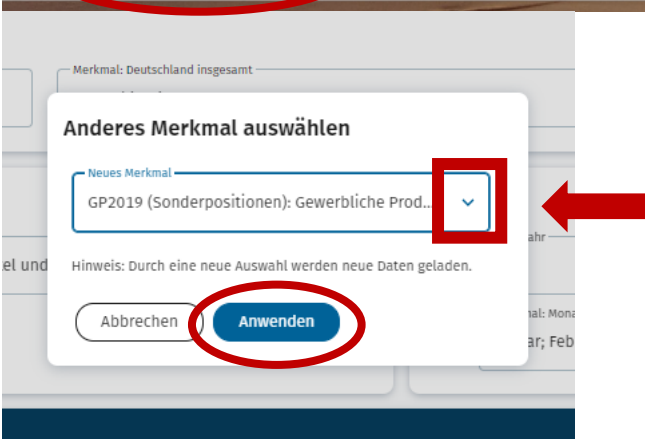 Merkmal: Deutschland insgesamt
Anderes Merkmal auswählen
Neues Merkmal
GP2019 (Sonderpositionen): Gewerbliche Prod...
ahr
el und
Hinweis: Durch eine neue Auswahl werden neue Daten geladen.
Abbrechen
Anwenden
al: Mona
ar; Feb